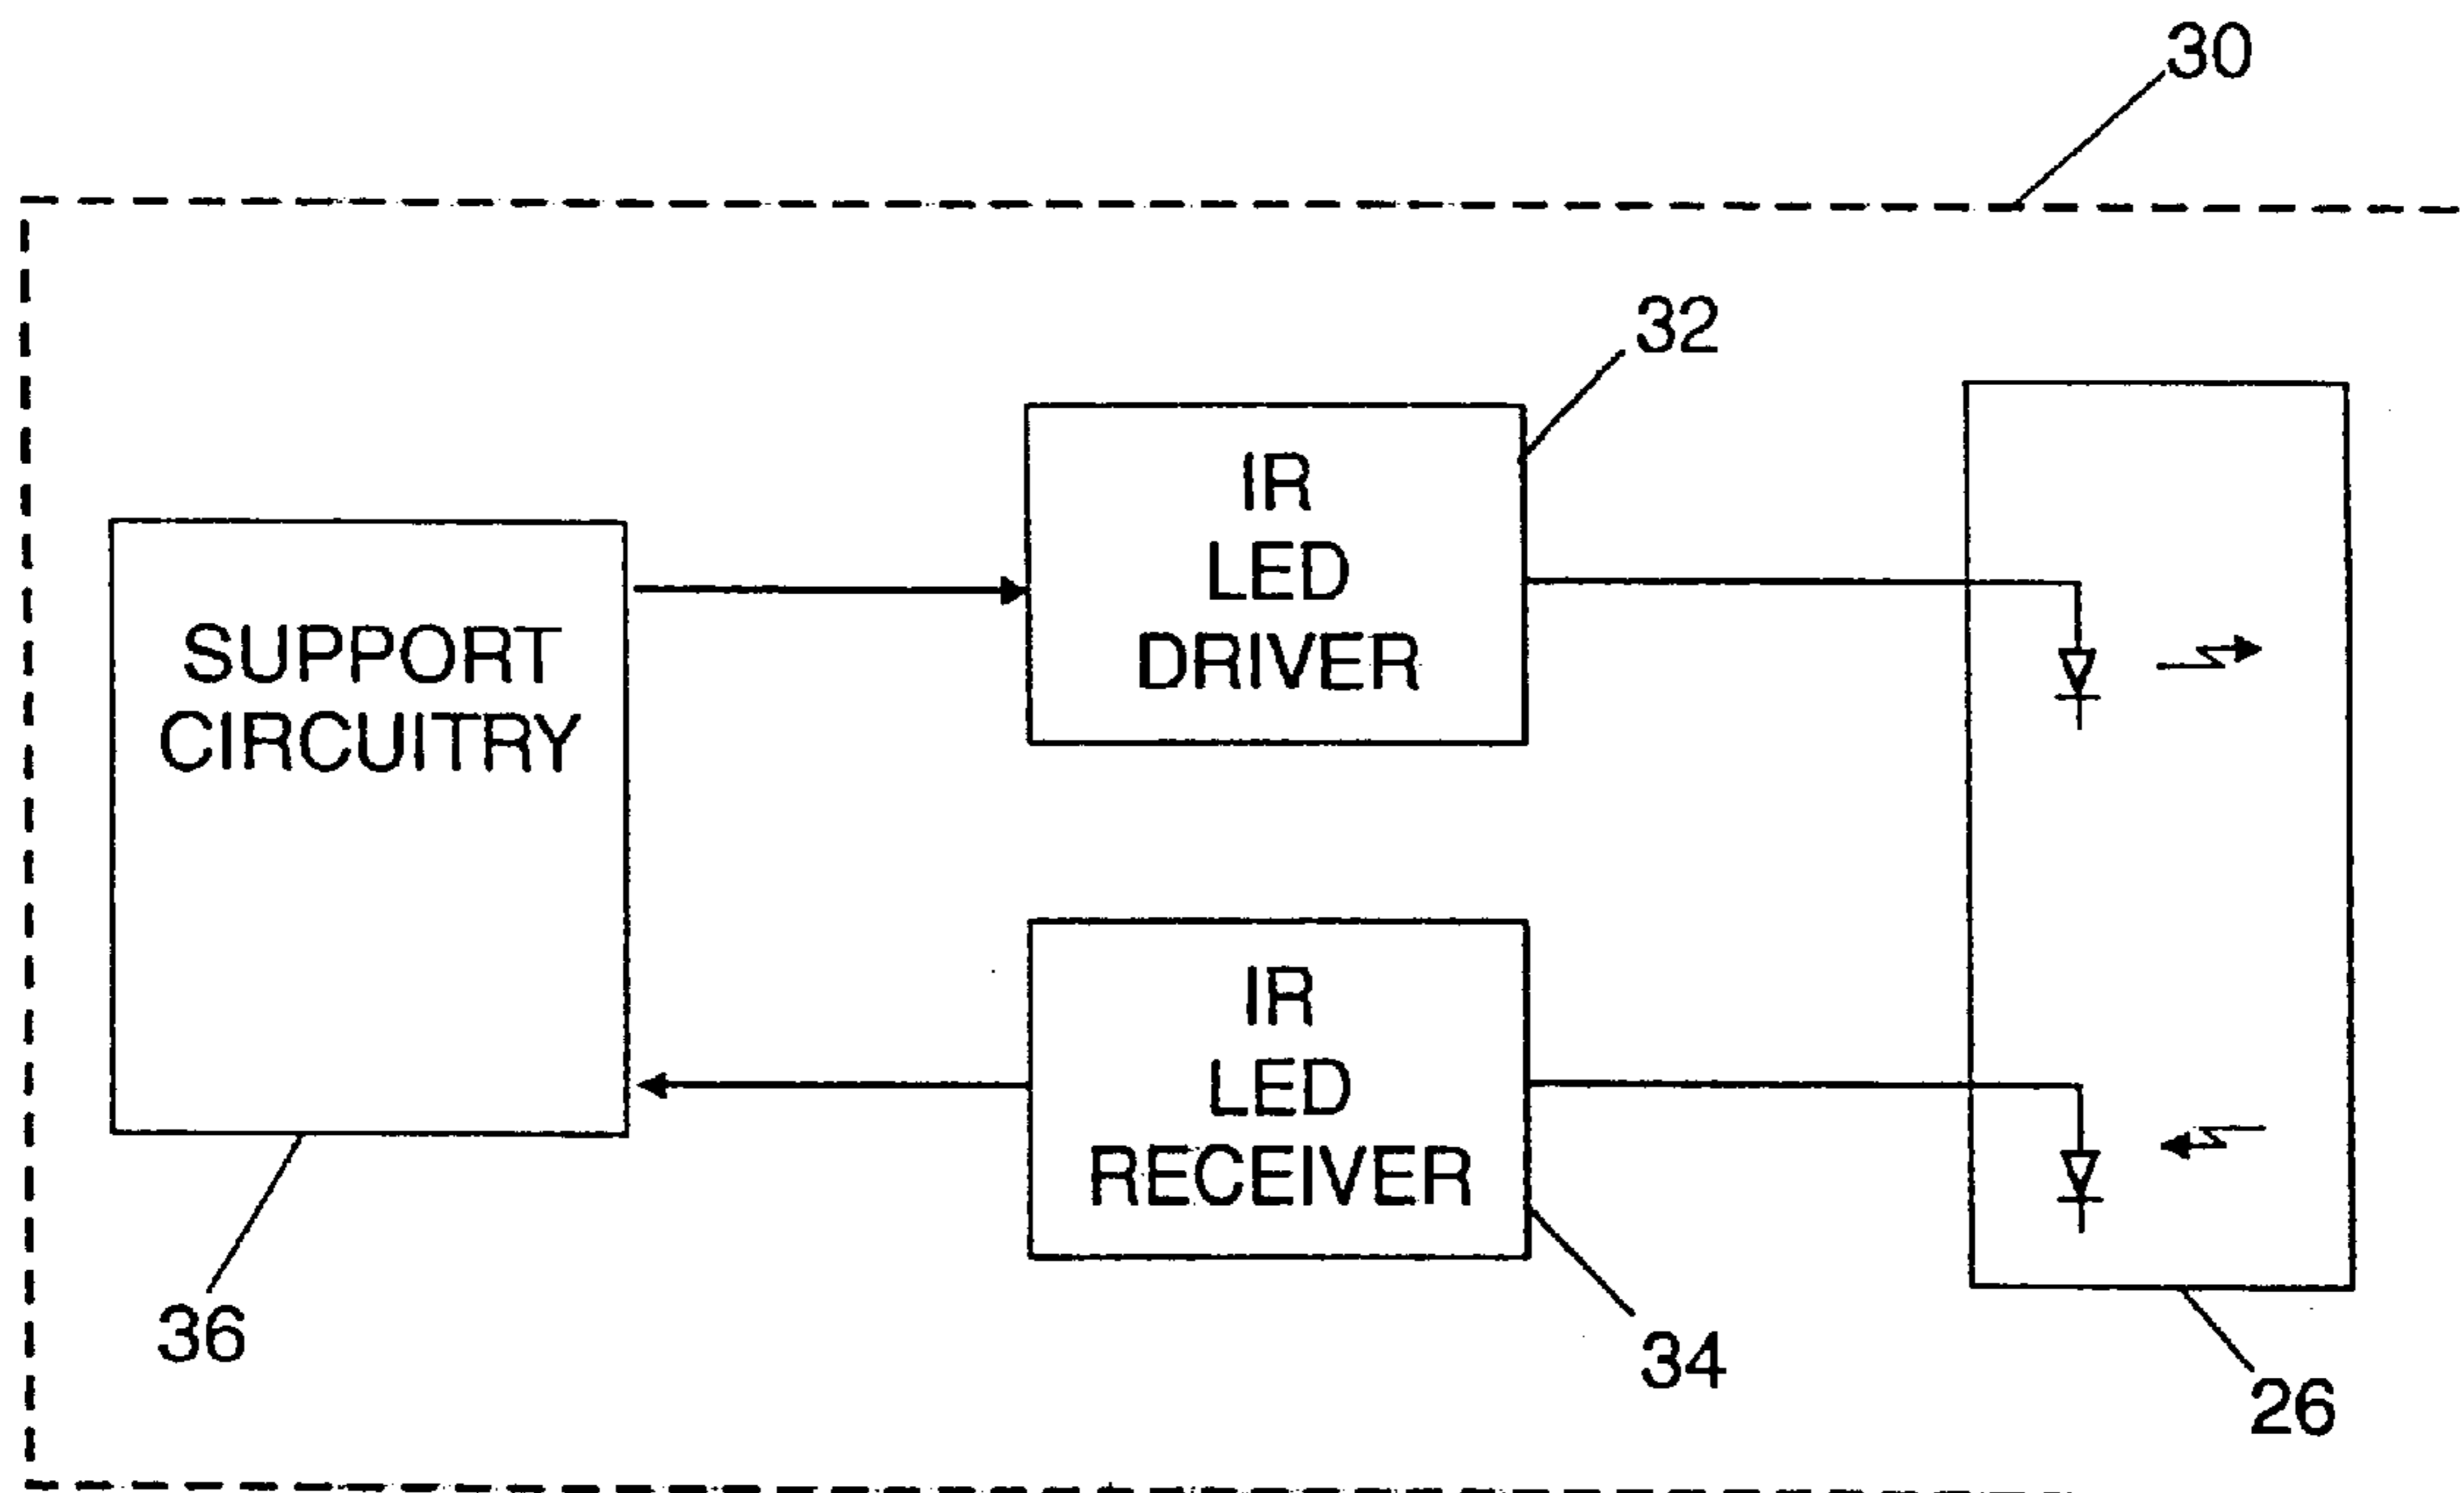 30
32
IR
LED
DRIVER
SUPPORT
CIRCUITRY
IR
LED
RECEIVER
36
34
26